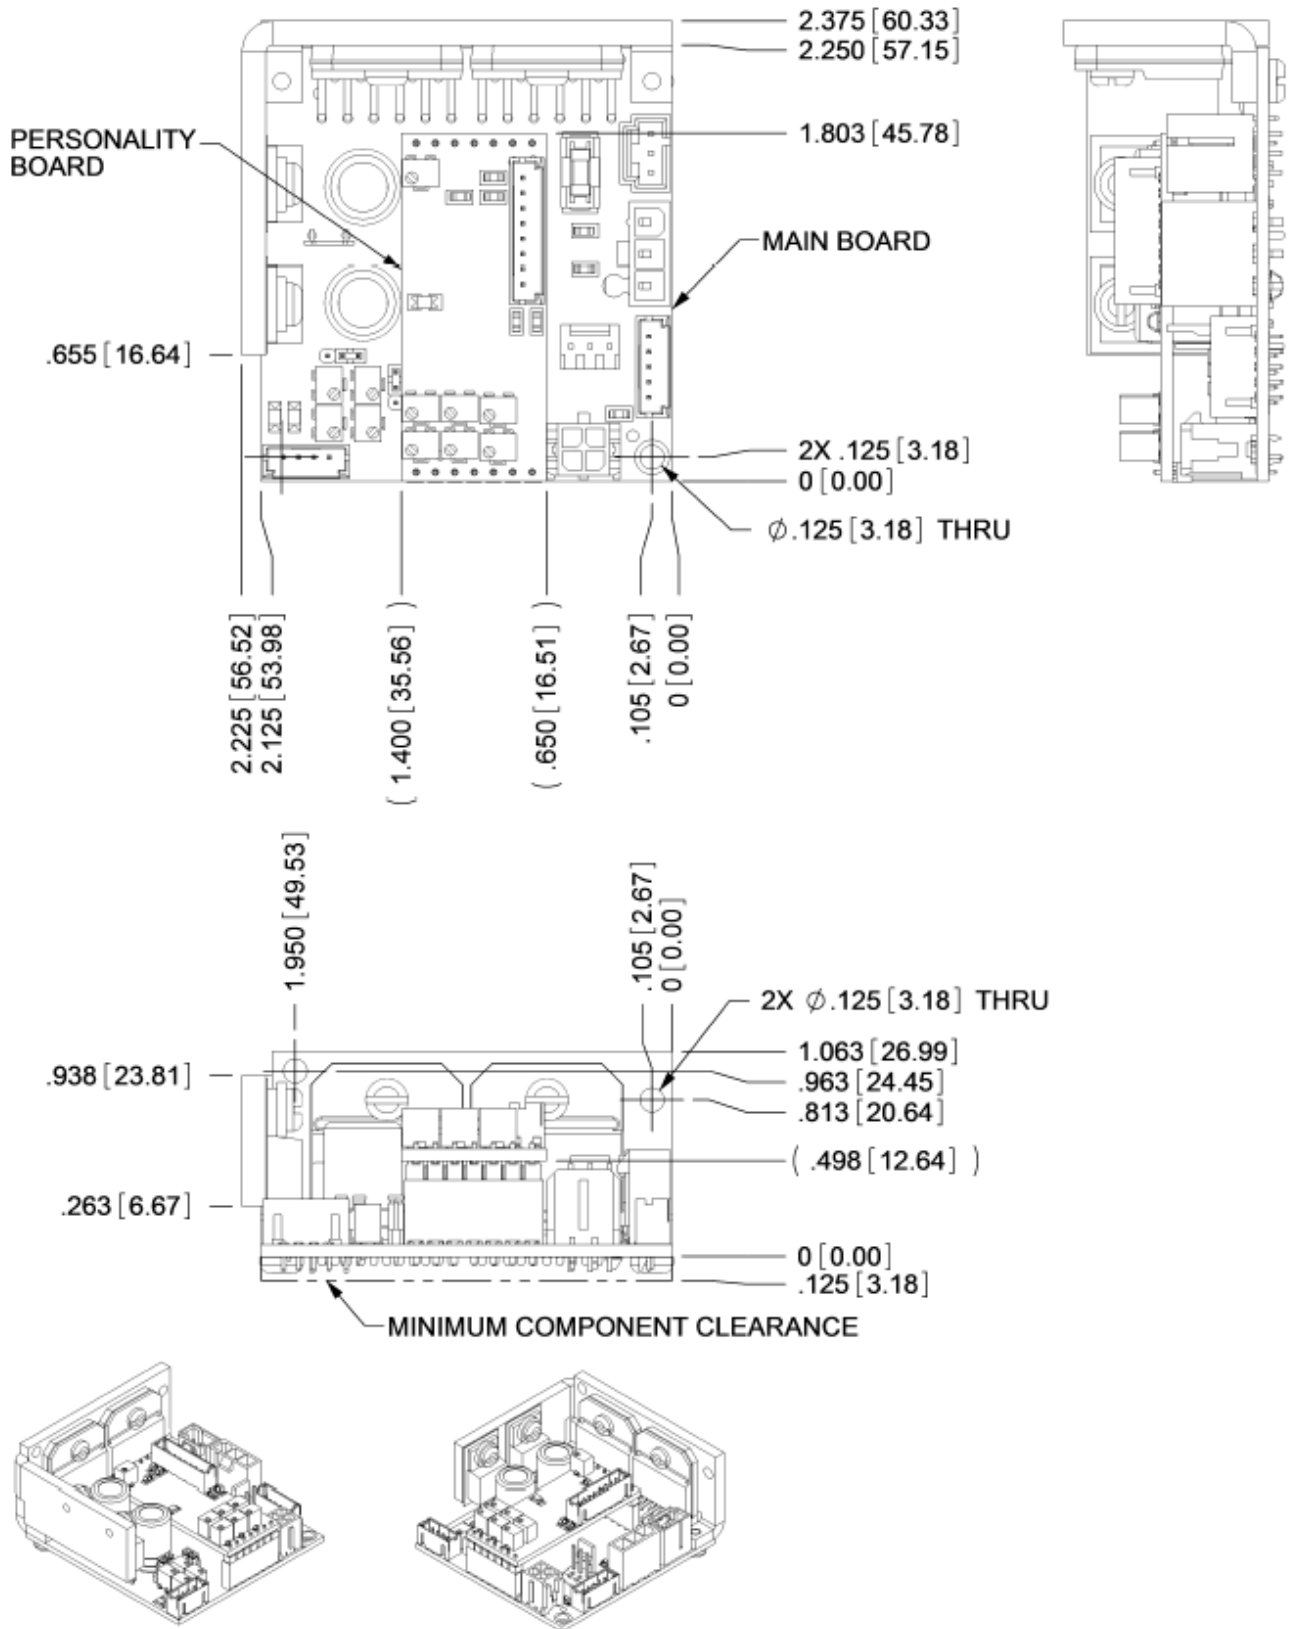 2.375 [60.33]
2.250 [57.15]
PERSONALITY
BOARD
1.803 [45.78]
MAIN BOARD
.655 [16.64]
2X .125 [3.18]
0 [0.00]
⌀.125 [3.18] THRU
2.225 [56.52]
2.125 [53.98]
( 1.400 [35.56] )
( .650 [16.51] )
.105 [2.67]
0 [0.00]
1.950 [49.53]
.105 [2.67]
0 [0.00]
2X ⌀.125 [3.18] THRU
.938 [23.81]
1.063 [26.99]
.963 [24.45]
.813 [20.64]
( .498 [12.64] )
.263 [6.67]
0 [0.00]
.125 [3.18]
MINIMUM COMPONENT CLEARANCE